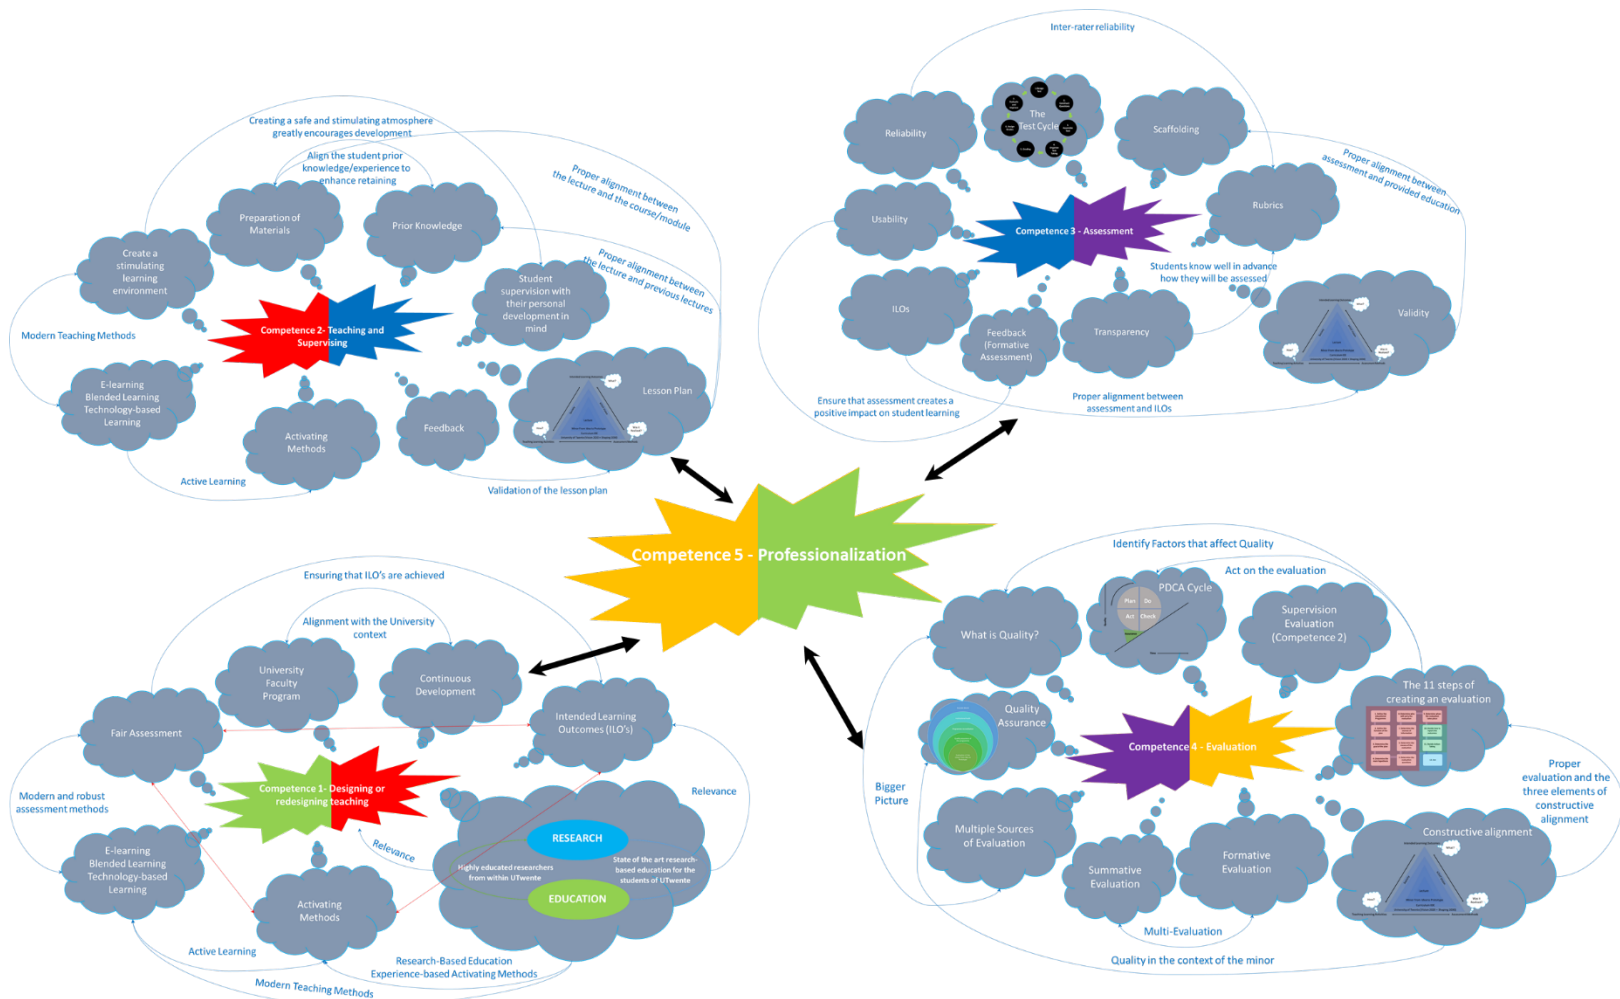 Creating a safe and stimulating atmosphere
greatly encourages development
Align the student prior
knowledge/experience to
enhance retaining
Proper alignment between
the lecture and the course/module
Preparation of
Materials
Prior Knowledge
Create a
stimulating
learning
environment
Proper alignment between
the lecture and previous lectures
Student
supervision with
their personal
development in
mind
Modern Teaching Methods
Competence 2- Teaching and
Supervising
E-learning
Blended Learning
Technology-based
Learning
Activating
Methods
Feedback
Lesson Plan
Active Learning
Validation of the lesson plan
Inter-rater reliability
Reliability
The
Test Cycle
Scaffolding
Proper alignment between
assessment and provided education
Usability
Competence 3 - Assessment
Rubrics
Students know well in advance
how they will be assessed
ILOs
Feedback
(Formative
Assessment)
Transparency
Validity
Ensure that assessment creates a
positive impact on student learning
Proper alignment between
assessment and ILOs
Competence 5 - Professionalization
Ensuring that ILO's are achieved
Alignment with the University
context
University
Faculty
Program
Continuous
Development
Fair Assessment
Intended Learning
Outcomes (ILO's)
Modern and robust
assessment methods
Competence 1- Designing or
redesigning teaching
Relevance
Relevance
RESEARCH
Highly educated researchers
from within UTwente
State of the art research-
based education for the
students of UTwente
EDUCATION
E-learning
Blended Learning
Technology-based
Learning
Activating
Methods
Active Learning
Research-Based Education
Experience-based Activating Methods
Modern Teaching Methods
Identify Factors that affect Quality
Act on the evaluation
PDCA Cycle
Plan
Do
Act
Check
What is Quality?
Supervision
Evaluation
(Competence 2)
The 11 steps of
creating an evaluation
Quality
Assurance
Competence 4 - Evaluation
Bigger
Picture
Proper
evaluation and the
three elements of
constructive
alignment
Multiple Sources
of Evaluation
Summative
Evaluation
Formative
Evaluation
Constructive alignment
Multi-Evaluation
Quality in the context of the minor